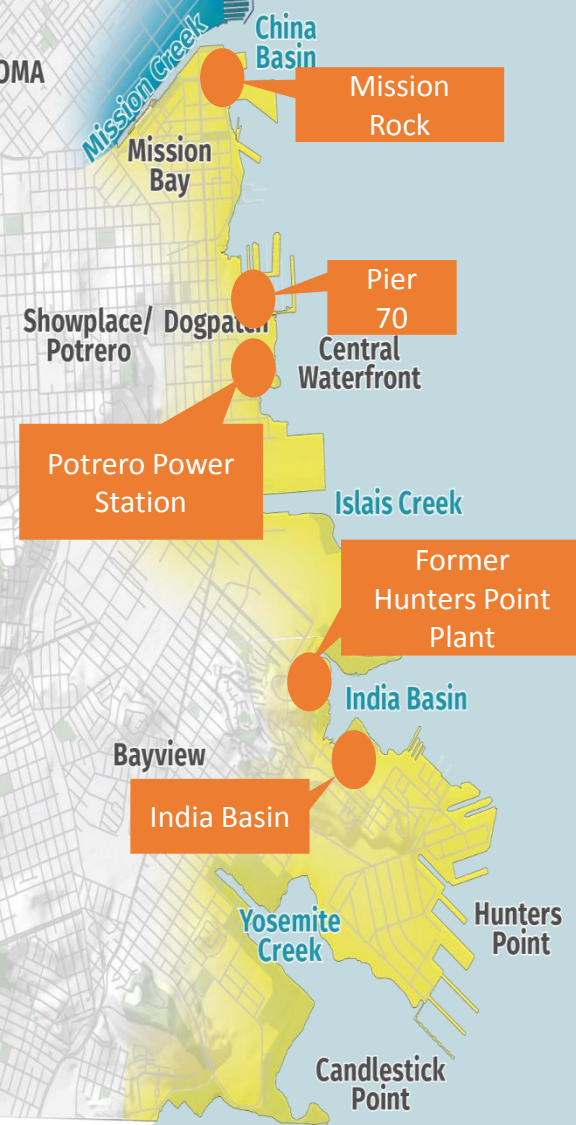 China
Basin
OMA
Mission Creek
Mission
Rock
Mission
Bay
Pier
70
Showplace/
Potrero
Dogpatch
Central
Waterfront
Potrero Power
Station
Islais Creek
Former
Hunters Point
Plant
India Basin
Bayview
India Basin
Yosemite
Creek
Hunters
Point
Candlestick
Point